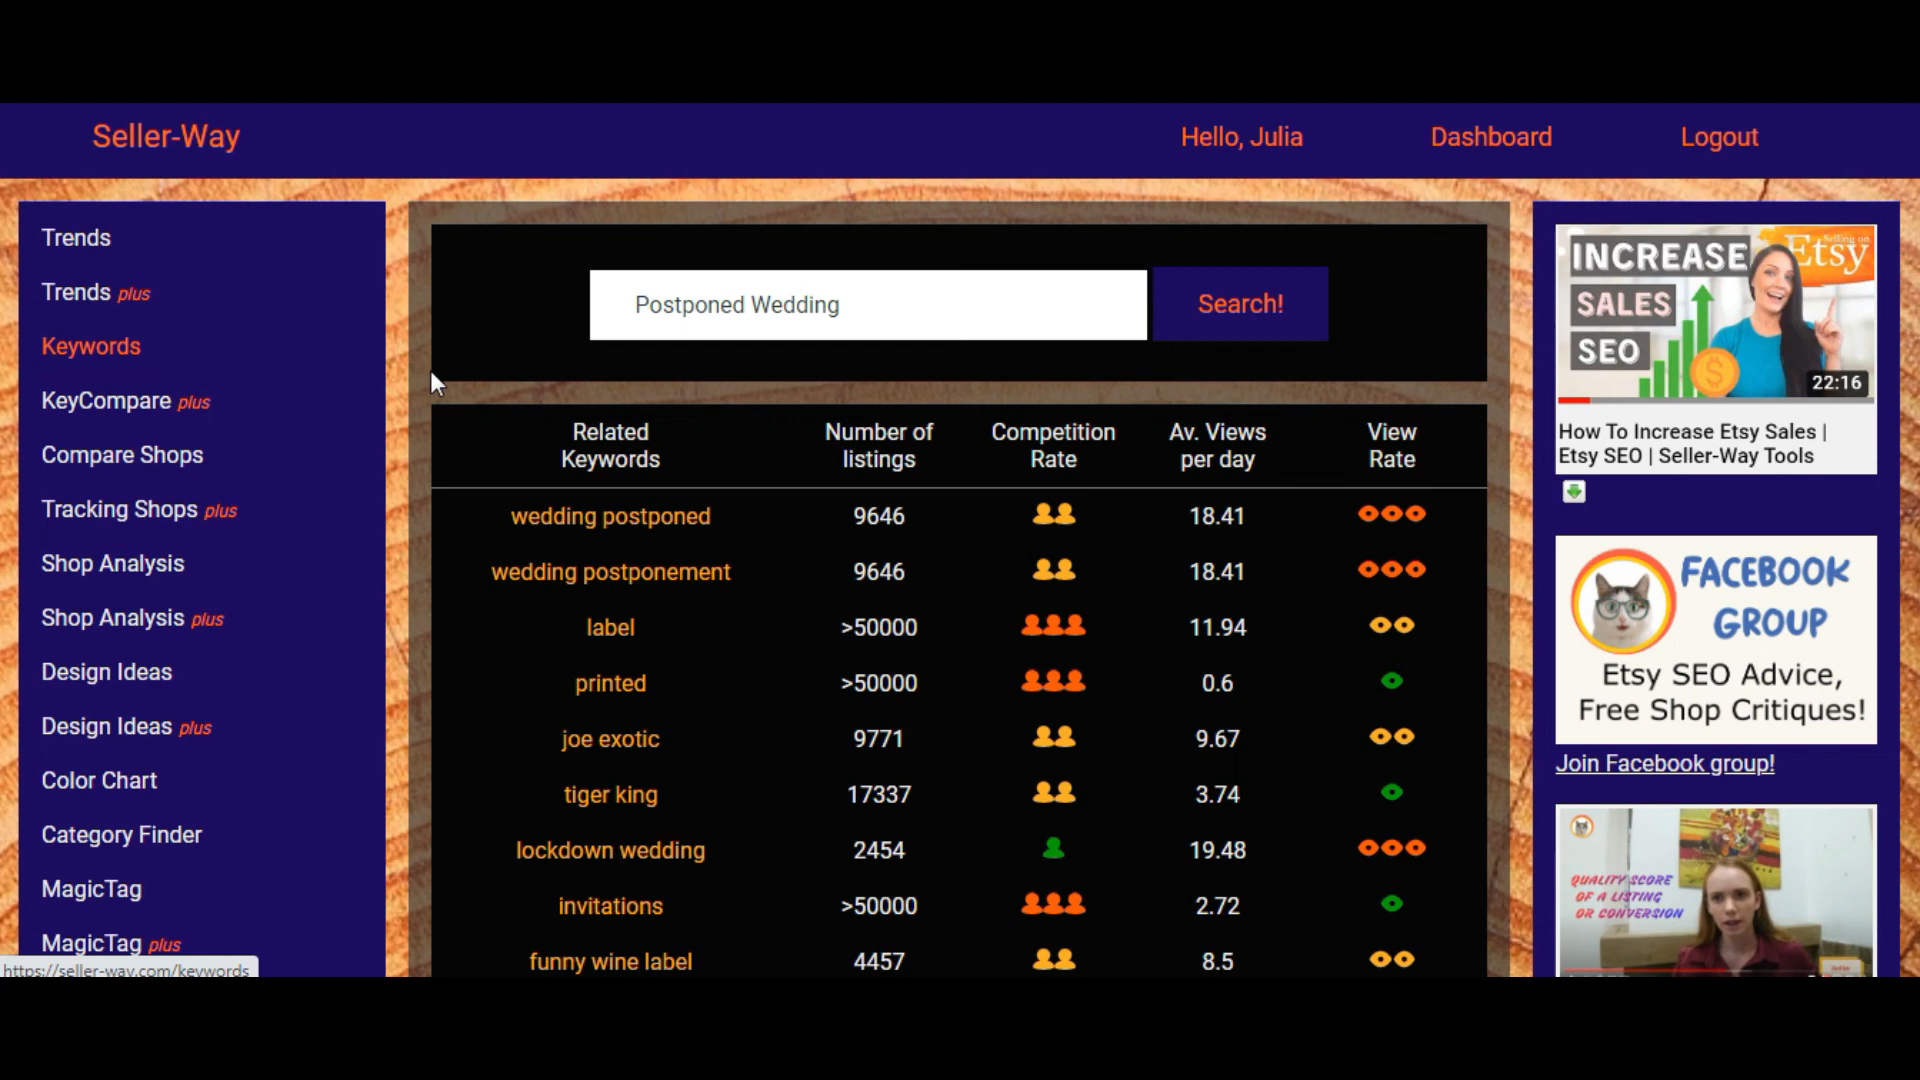 Seller-Way
Hello, Julia
Dashboard
Logout
Trends
Trends plus
Keywords
KeyCompare plus
Compare Shops
Tracking Shops plus
Shop Analysis
Shop Analysis plus
Design Ideas
Design Ideas plus
Color Chart
Category Finder
MagicTag
MagicTag plus
https://seller-way.com/keywords
Postponed Wedding
Search!
Related Keywords
Number of listings
Competition Rate
Av. Views per day
View Rate
wedding postponed 9646 18.41
wedding postponement 9646 18.41
label >50000 11.94
printed >50000 0.6
joe exotic 9771 9.67
tiger king 17337 3.74
lockdown wedding 2454 19.48
invitations >50000 2.72
funny wine label 4457 8.5
INCREASE
SALES
SEO
Selling on
Etsy
22:16
How To Increase Etsy Sales |
Etsy SEO | Seller-Way Tools
FACEBOOK
GROUP
Etsy SEO Advice,
Free Shop Critiques!
Join Facebook group!
QUALITY SCORE
OF A LISTING
OR CONVERSION